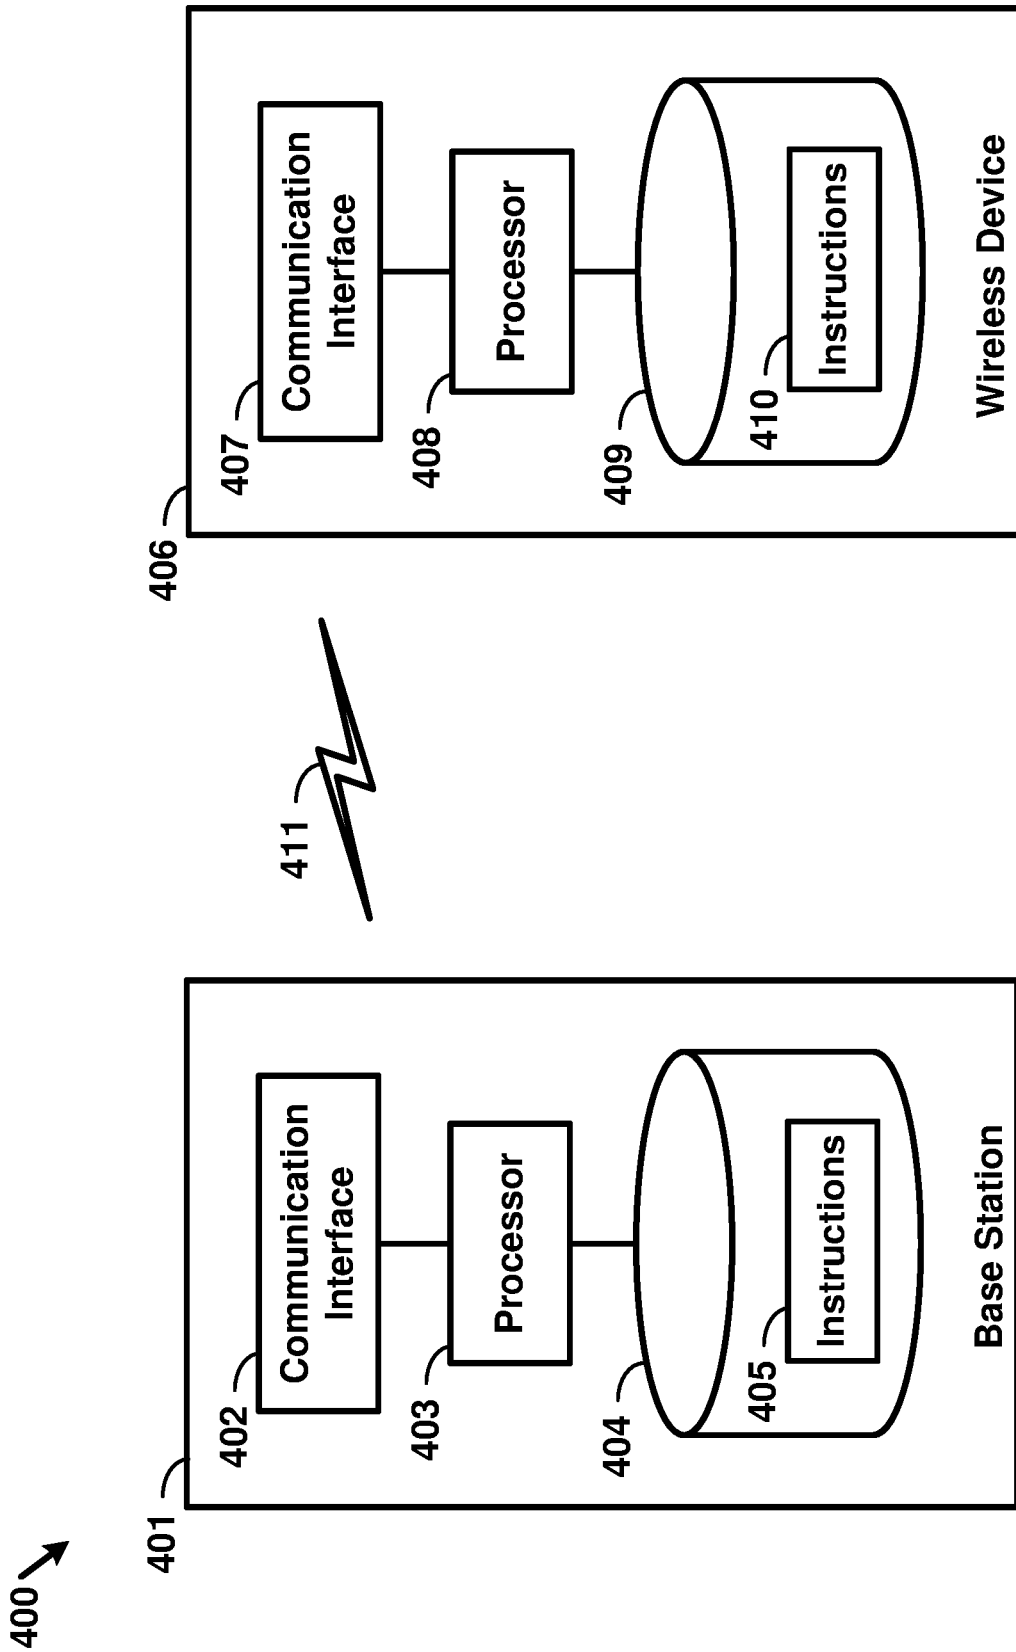 400
401
402
Communication
Interface
403
Processor
404
405
Instructions
Base Station
411
406
407
Communication
Interface
408
Processor
409
410
Instructions
Wireless Device